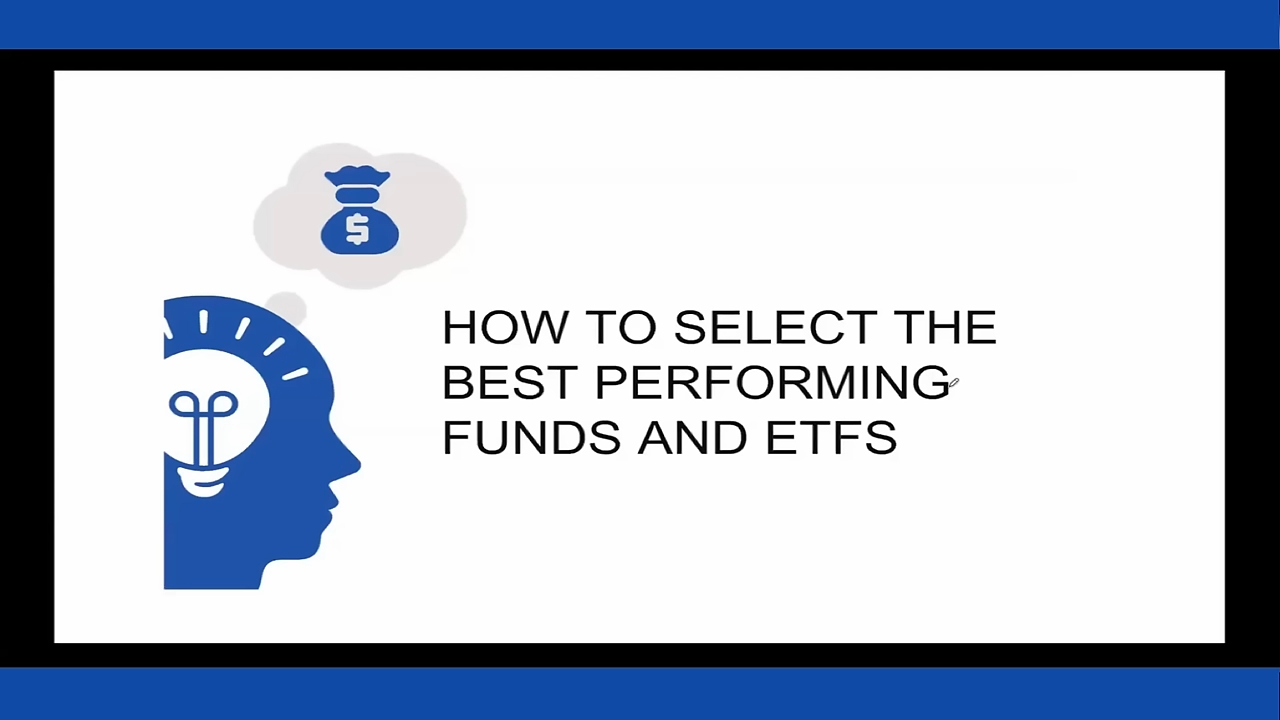 $
HOW TO SELECT THE
BEST PERFORMING
FUNDS AND ETFS